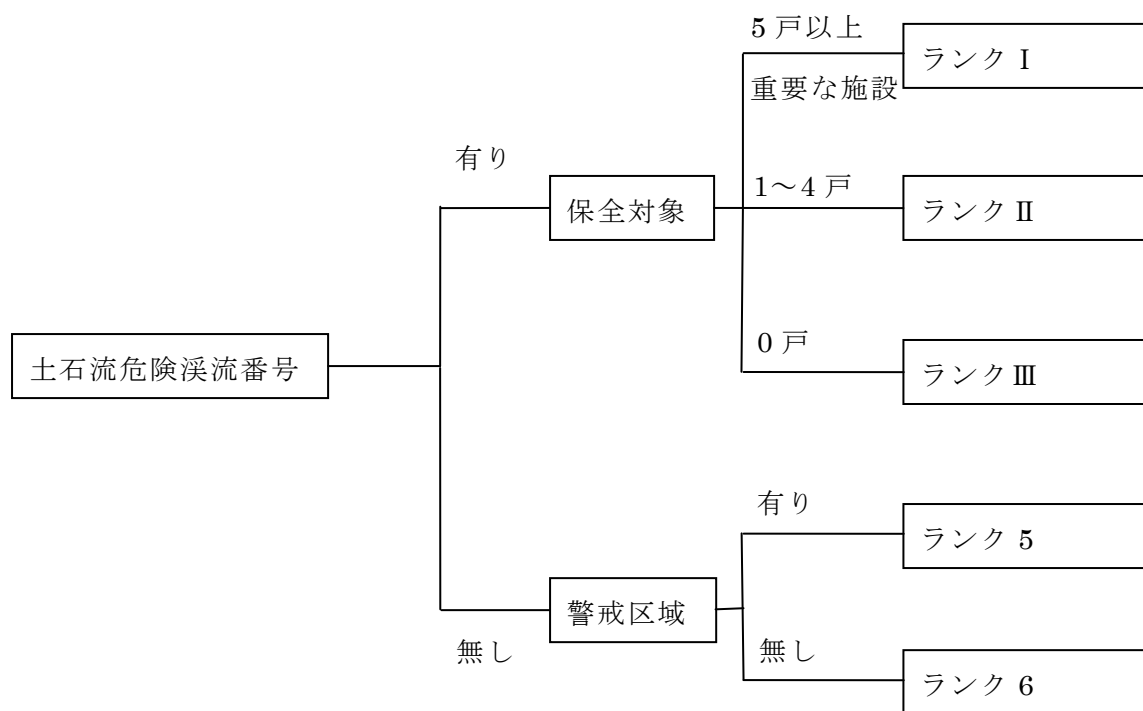 5 戸以上
ランク Ⅰ
重要な施設
有り
1～4 戸
保全対象
ランク Ⅱ
0 戸
土石流危険渓流番号
ランク Ⅲ
有り
ランク 5
警戒区域
無し
無し
ランク 6